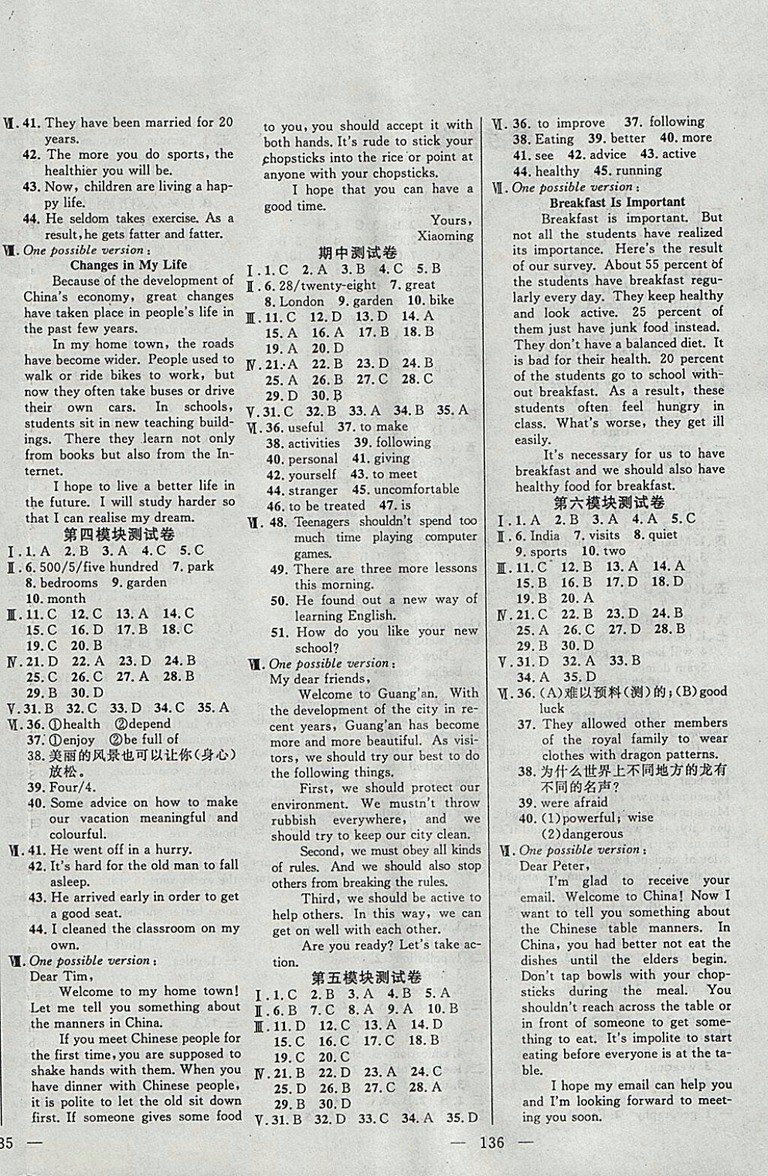 Ⅶ. 41. They have been married for 20
years.
42. The more you do sports, the
healthier you will be.
43. Now, children are living a hap-
py life.
44. He seldom takes exercise. As a
result, he gets fatter and fatter.
Ⅷ. One possible version:
Changes in My Life
Because of the development of
China's economy, great changes
have taken place in people's life in
the past few years.
In my home town, the roads
have become wider. People used to
walk or ride bikes to work, but
now they often take buses or drive
their own cars. In schools,
students sit in new teaching build-
ings. There they learn not only
from books but also from the In-
ternet.
I hope to live a better life in
the future. I will study harder so
that I can realise my dream.
第四模块测试卷
Ⅰ. 1. A 2. B 3. A 4. C 5. C
Ⅱ. 6. 500/5/five hundred 7. park
8. bedrooms 9. garden
10. month
Ⅲ. 11. C 12. C 13. A 14. C
15. C 16. D 17. B 18. C
19. C 20. B
Ⅳ. 21. D 22. A 23. D 24. B
25. C 26. C 27. A 28. B
29. B 30. D
Ⅴ. 31. B 32. C 33. D 34. C 35. A
Ⅵ. 36. ①health ②depend
37. ①enjoy ②be full of
38. 美丽的风景也可以让你(身心)
放松。
39. Four/4.
40. Some advice on how to make
our vacation meaningful and
colourful.
Ⅶ. 41. He went off in a hurry.
42. It's hard for the old man to fall
asleep.
43. He arrived early in order to get
a good seat.
44. I cleaned the classroom on my
own.
Ⅷ. One possible version:
Dear Tim,
Welcome to my home town!
Let me tell you something about
the manners in China.
If you meet Chinese people for
the first time, you are supposed to
shake hands with them. When you
have dinner with Chinese people,
it is polite to let the old sit down
first. If someone gives some food
35 —
to you, you should accept it with
both hands. It's rude to stick your
chopsticks into the rice or point at
anyone with your chopsticks.
I hope that you can have a
good time.
Yours,
Xiaoming
期中测试卷
Ⅰ. 1. C 2. A 3. B 4. C 5. B
Ⅱ. 6. 28/twenty-eight 7. great
8. London 9. garden 10. bike
Ⅲ. 11. C 12. D 13. D 14. A
15. A 16. A 17. B 18. B
19. A 20. D
Ⅳ. 21. A 22. B 23. D 24. B
25. A 26. B 27. C 28. C
29. D 30. B
Ⅴ. 31. C 32. B 33. A 34. B 35. A
Ⅵ. 36. useful 37. to make
38. activities 39. following
40. personal 41. giving
42. yourself 43. to meet
44. stranger 45. uncomfortable
46. to be treated 47. is
Ⅶ. 48. Teenagers shouldn't spend too
much time playing computer
games.
49. There are three more lessons
this morning.
50. He found out a new way of
learning English.
51. How do you like your new
school?
Ⅷ. One possible version:
My dear friends,
Welcome to Guang'an. With
the development of the city in re-
cent years, Guang'an has become
more and more beautiful. As visi-
tors, we should try our best to do
the following things.
First, we should protect our
environment. We mustn't throw
rubbish everywhere, and we
should try to keep our city clean.
Second, we must obey all kinds
of rules. And we should also stop
others from breaking the rules.
Third, we should be active to
help others. In this way, we can
get on well with each other.
Are you ready? Let's take ac-
tion.
第五模块测试卷
Ⅰ. 1. C 2. B 3. A 4. B 5. A
Ⅱ. 6. B 7. C 8. A 9. A 10. B
Ⅲ. 11. D 12. C 13. A 14. D
15. A 16. C 17. C 18. B
19. C 20. C
Ⅳ. 21. B 22. D 23. A 24. C
25. D 26. B 27. C 28. A
29. B 30. D
Ⅴ. 31. B 32. D 33. C 34. A 35. D
— 136 —
Ⅵ. 36. to improve 37. following
38. Eating 39. better 40. more
41. see 42. advice 43. active
44. healthy 45. running
Ⅶ. One possible version:
Breakfast Is Important
Breakfast is important. But
not all the students have realized
its importance. Here's the result
of our survey. About 55 percent of
the students have breakfast regu-
larly every day. They keep healthy
and look active. 25 percent of
them just have junk food instead.
They don't have a balanced diet. It
is bad for their health. 20 percent
of the students go to school with-
out breakfast. As a result, these
students often feel hungry in
class. What's worse, they get ill
easily.
It's necessary for us to have
breakfast and we should also have
healthy food for breakfast.
第六模块测试卷
Ⅰ. 1. A 2. B 3. A 4. A 5. C
Ⅱ. 6. India 7. visits 8. quiet
9. sports 10. two
Ⅲ. 11. C 12. B 13. A 14. A
15. B 16. B 17. D 18. D
19. B 20. A
Ⅳ. 21. C 22. B 23. D 24. B
25. A 26. C 27. D 28. B
29. B 30. D
Ⅴ. 31. D 32. A 33. B
34. A 35. D
Ⅵ. 36. (A)难以预料(测)的;(B)good
luck
37. They allowed other members
of the royal family to wear
clothes with dragon patterns.
38. 为什么世界上不同地方的龙有
不同的名声?
39. were afraid
40. (1)powerful; wise
(2)dangerous
Ⅶ. One possible version:
Dear Peter,
I'm glad to receive your
email. Welcome to China! Now I
want to tell you something about
the Chinese table manners. In
China, you had better not eat the
dishes until the elders begin.
Don't tap bowls with your chop-
sticks during the meal. You
shouldn't reach across the table or
in front of someone to get some-
thing to eat. It's impolite to start
eating before everyone is at the ta-
ble.
I hope my email can help you
and I'm looking forward to meet-
ing you soon.